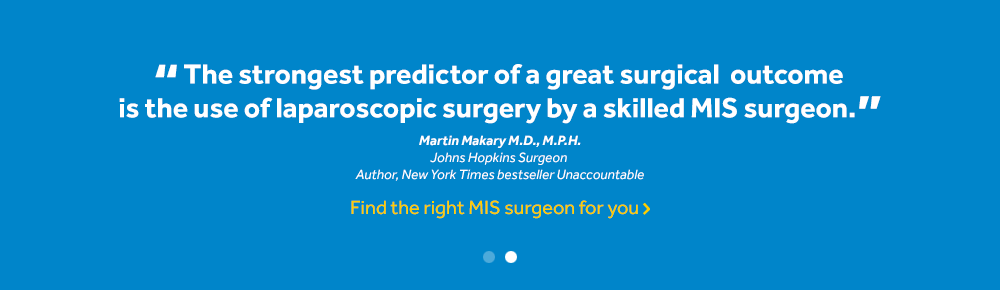 “ The strongest predictor of a great surgical outcome
is the use of laparoscopic surgery by a skilled MIS surgeon.”
Martin Makary M.D., M.P.H.
Johns Hopkins Surgeon
Author, New York Times bestseller Unaccountable
Find the right MIS surgeon for you ›